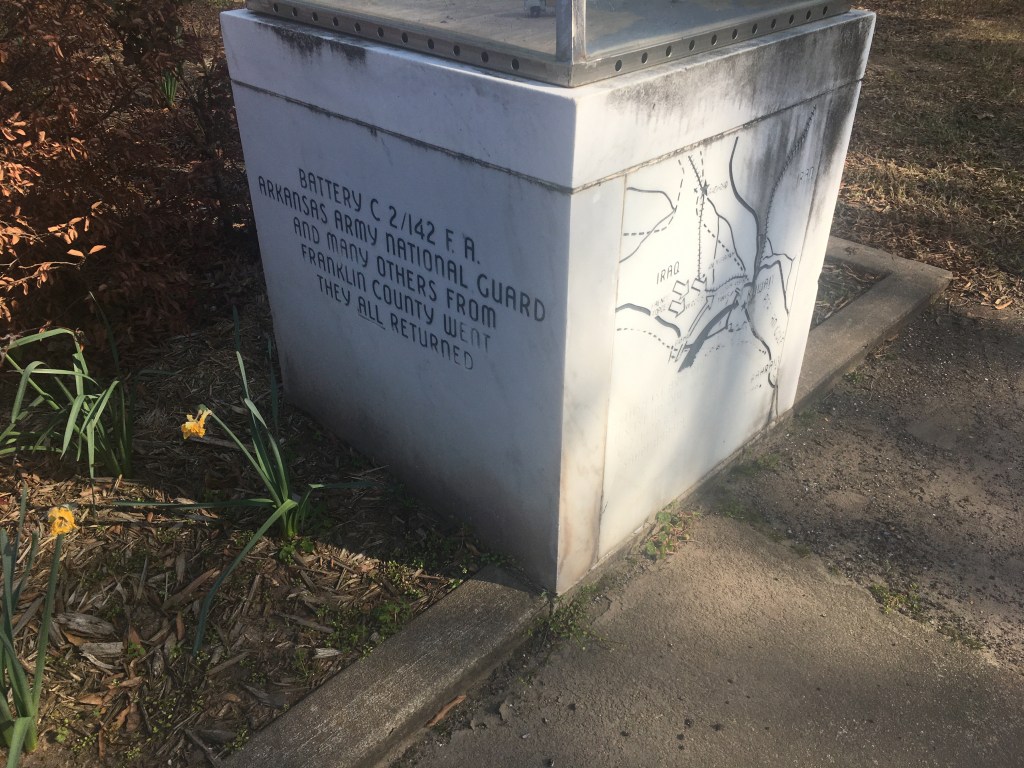 BATTERY C 2/142 F. A.
ARKANSAS ARMY NATIONAL GUARD
AND MANY OTHERS FROM
FRANKLIN COUNTY WENT
THEY ALL RETURNED
IRAQ